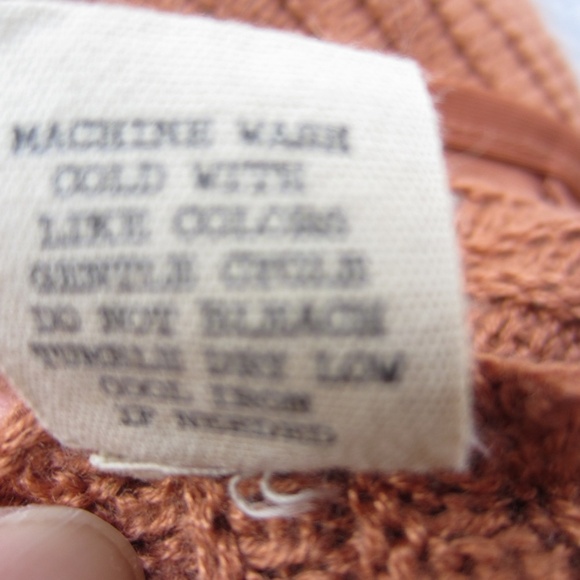 MACHINE WASH
COLD WITH
LIKE COLORS
GENTLE CYCLE
DO NOT BLEACH
TUMBLE DRY LOW
COOL IRON
IF NEEDED